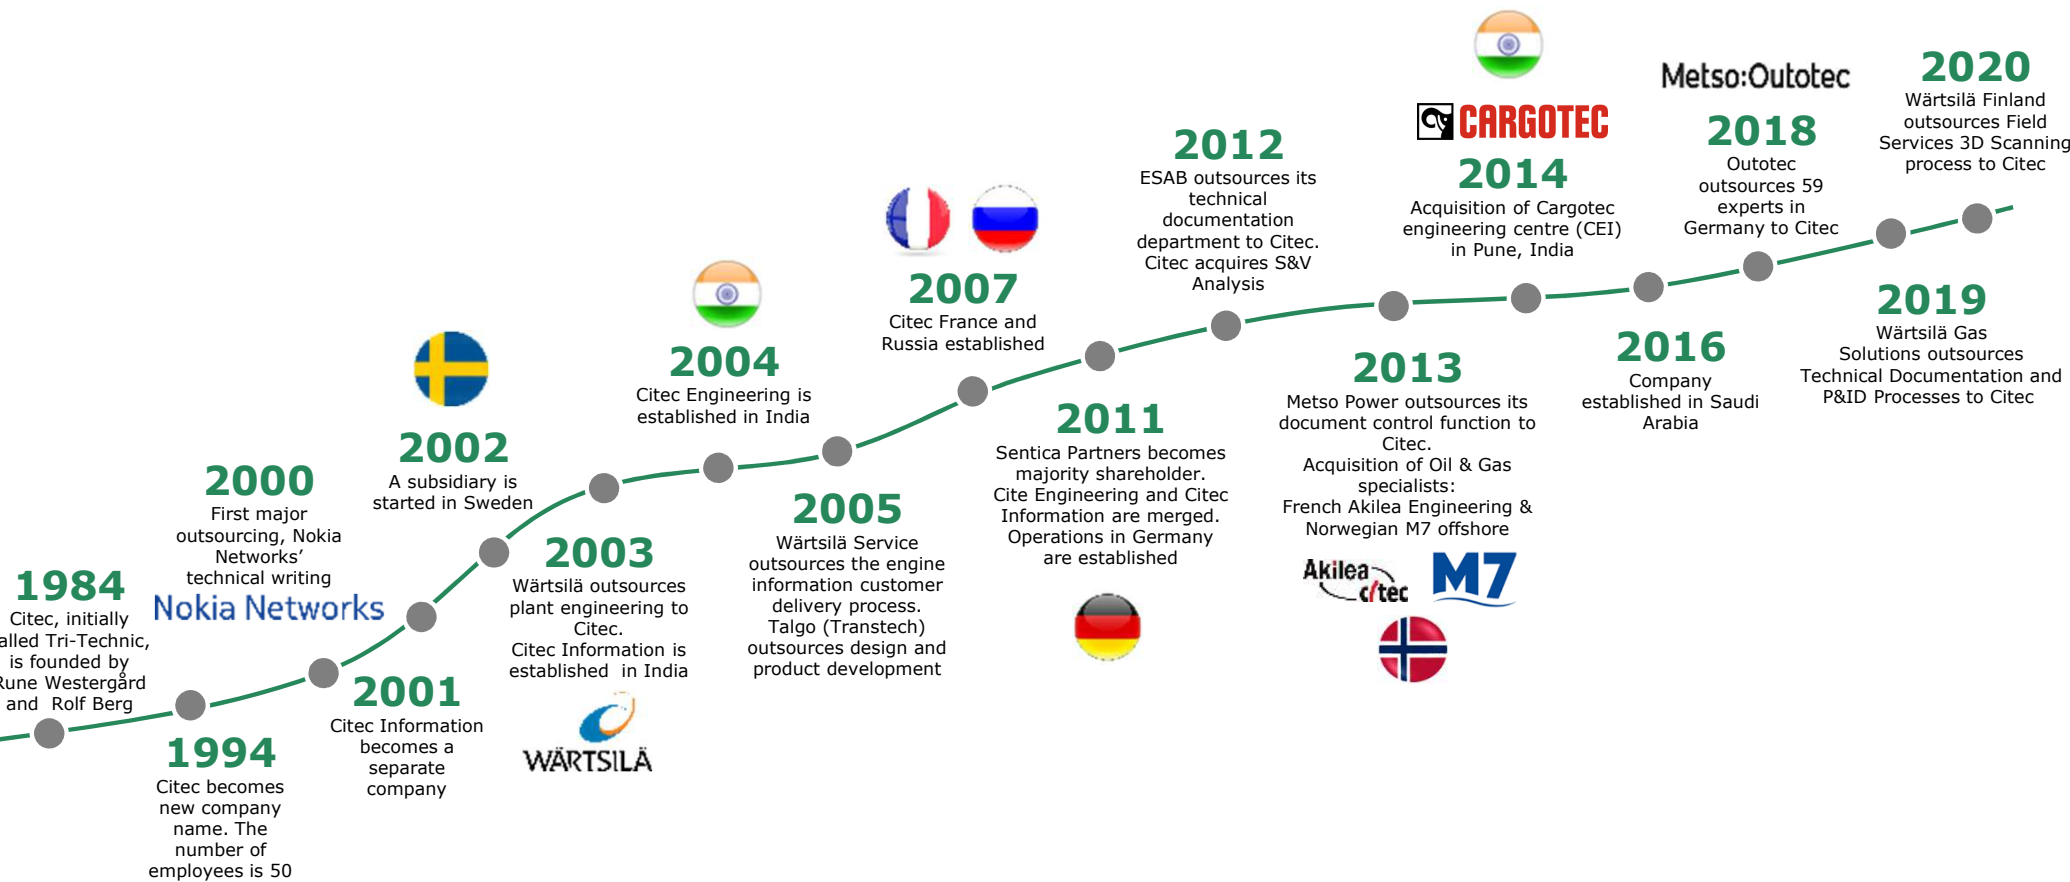 1984
Citec, initially
alled Tri-Technic,
is founded by
Rune Westergård
and Rolf Berg
1994
Citec becomes
new company
name. The
number of
employees is 50
2000
First major
outsourcing, Nokia
Networks’
technical writing
Nokia Networks
2001
Citec Information
becomes a
separate
company
2002
A subsidiary is
started in Sweden
2003
Wärtsilä outsources
plant engineering to
Citec.
Citec Information is
established in India
WÄRTSILÄ
2004
Citec Engineering is
established in India
2005
Wärtsilä Service
outsources the engine
information customer
delivery process.
Talgo (Transtech)
outsources design and
product development
2007
Citec France and
Russia established
2011
Sentica Partners becomes
majority shareholder.
Cite Engineering and Citec
Information are merged.
Operations in Germany
are established
2012
ESAB outsources its
technical
documentation
department to Citec.
Citec acquires S&V
Analysis
2013
Metso Power outsources its
document control function to
Citec.
Acquisition of Oil & Gas
specialists:
French Akilea Engineering &
Norwegian M7 offshore
Akilea
citec
M7
CARGOTEC
2014
Acquisition of Cargotec
engineering centre (CEI)
in Pune, India
2016
Company
established in Saudi
Arabia
Metso:Outotec
2018
Outotec
outsources 59
experts in
Germany to Citec
2019
Wärtsilä Gas
Solutions outsources
Technical Documentation and
P&ID Processes to Citec
2020
Wärtsilä Finland
outsources Field
Services 3D Scanning
process to Citec